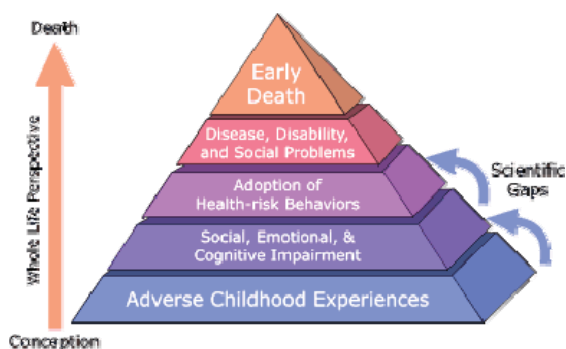 Death
Early
Death
Disease, Disability,
and Social Problems
Scientific
Gaps
Adoption of
Health-risk Behaviors
Whole Life Perspective
Social, Emotional, &
Cognitive Impairment
Adverse Childhood Experiences
Conception